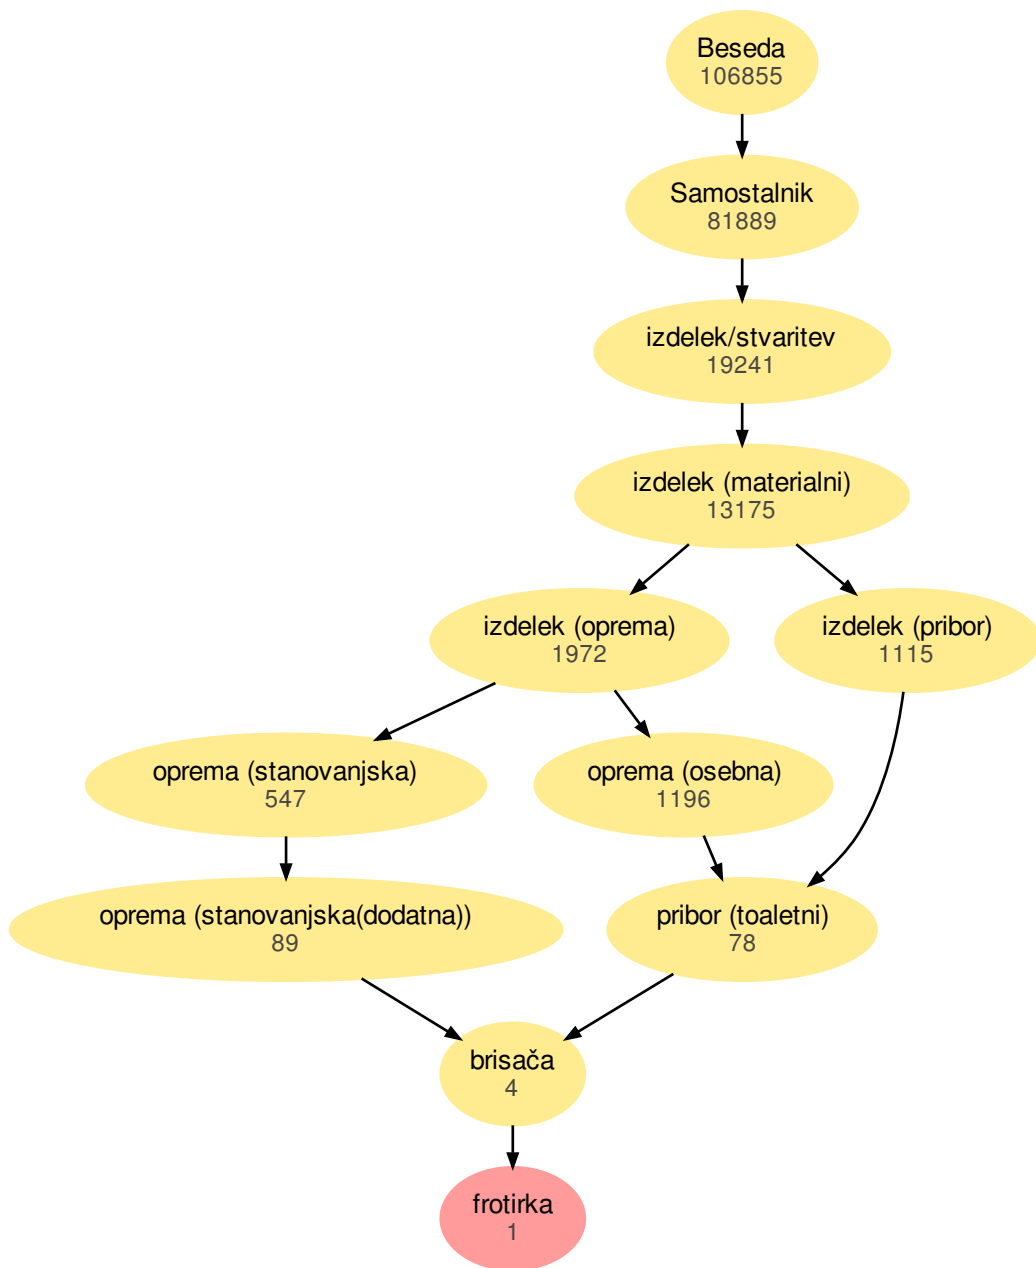 Beseda
106855
Samostalnik
81889
izdelek/stvaritev
19241
izdelek (materialni)
13175
izdelek (oprema)
1972
izdelek (pribor)
1115
oprema (stanovanjska)
547
oprema (osebna)
1196
oprema (stanovanjska(dodatna))
89
pribor (toaletni)
78
brisača
4
frotirka
1